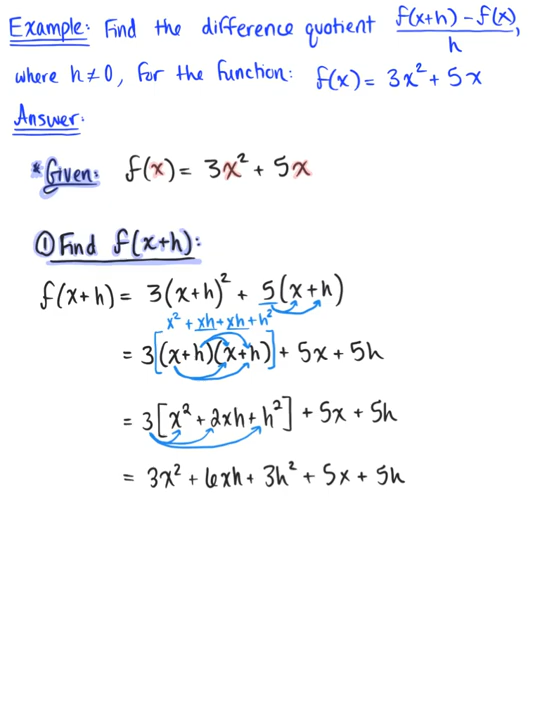 Example: Find the difference quotient f(x+h) - f(x)/h,
where h ≠ 0, for the function: f(x) = 3x² + 5x
Answer:
*Given: f(x) = 3x² + 5x
① Find f(x+h):
f(x+h) = 3(x+h)² + 5(x+h)
x² + xh + xh + h²
= 3[(x+h)(x+h)] + 5x + 5h
= 3[x² + 2xh + h²] + 5x + 5h
= 3x² + 6xh + 3h² + 5x + 5h